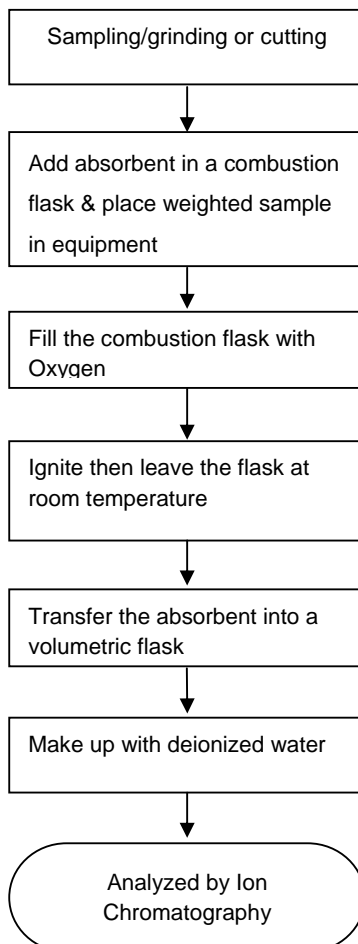 Sampling/grinding or cutting
Add absorbent in a combustion
flask & place weighted sample
in equipment
Fill the combustion flask with
Oxygen
Ignite then leave the flask at
room temperature
Transfer the absorbent into a
volumetric flask
Make up with deionized water
Analyzed by Ion
Chromatography